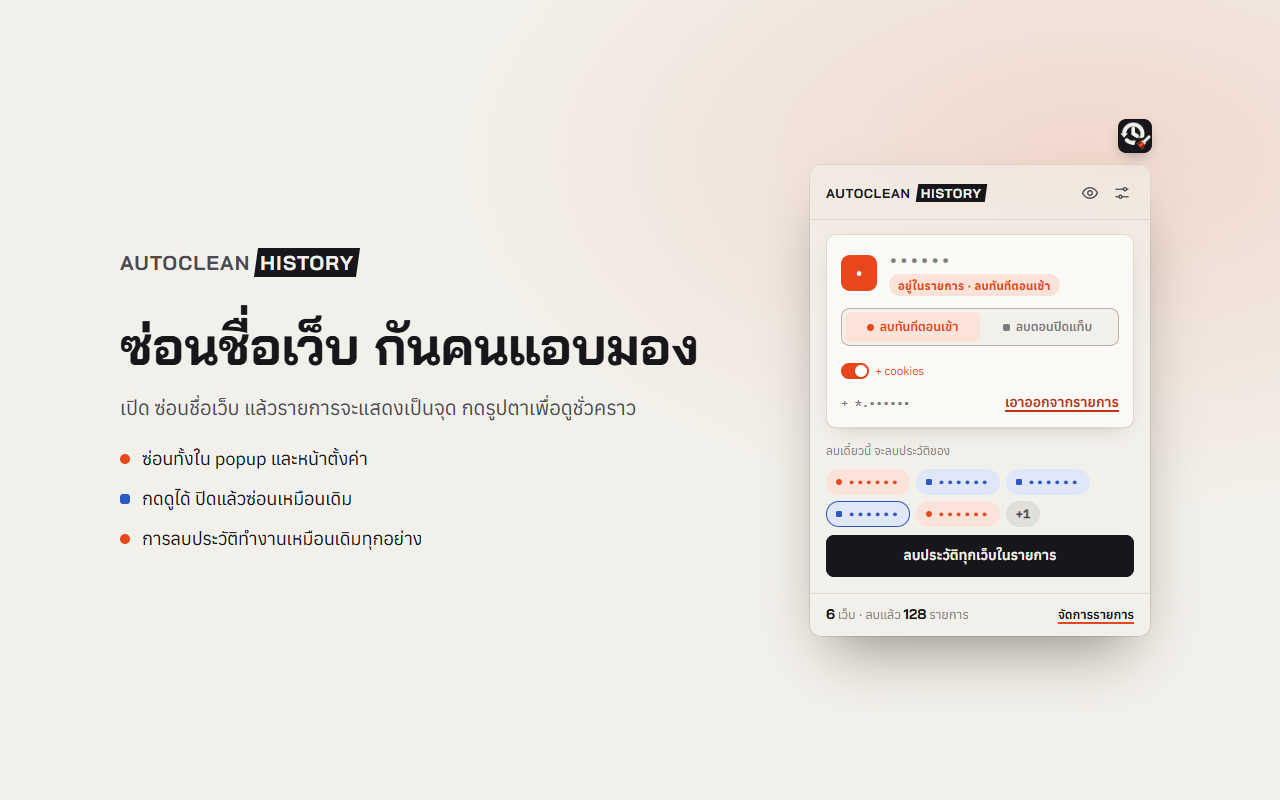 AUTOCLEAN HISTORY
ซ่อนชื่อเว็บ กันคนแอบมอง
เปิด ซ่อนชื่อเว็บ แล้วรายการจะแสดงเป็นจุด กดรูปตาเพื่อดูชั่วคราว
ซ่อนทั้งใน popup และหน้าตั้งค่า
กดดูได้ ปิดแล้วซ่อนเหมือนเดิม
การลบประวัติทำงานเหมือนเดิมทุกอย่าง
AUTOCLEAN HISTORY
••••••
อยู่ในรายการ · ลบทันทีตอนเข้า
ลบทันทีตอนเข้า ลบตอนปิดแท็บ
+ cookies
+ *.•••••• เอาออกจากรายการ
ลบเดี๋ยวนี้ จะลบประวัติของ
•••••• •••••• ••••••
•••••• •••••• +1
ลบประวัติทุกเว็บในรายการ
6 เว็บ · ลบแล้ว 128 รายการ จัดการรายการ